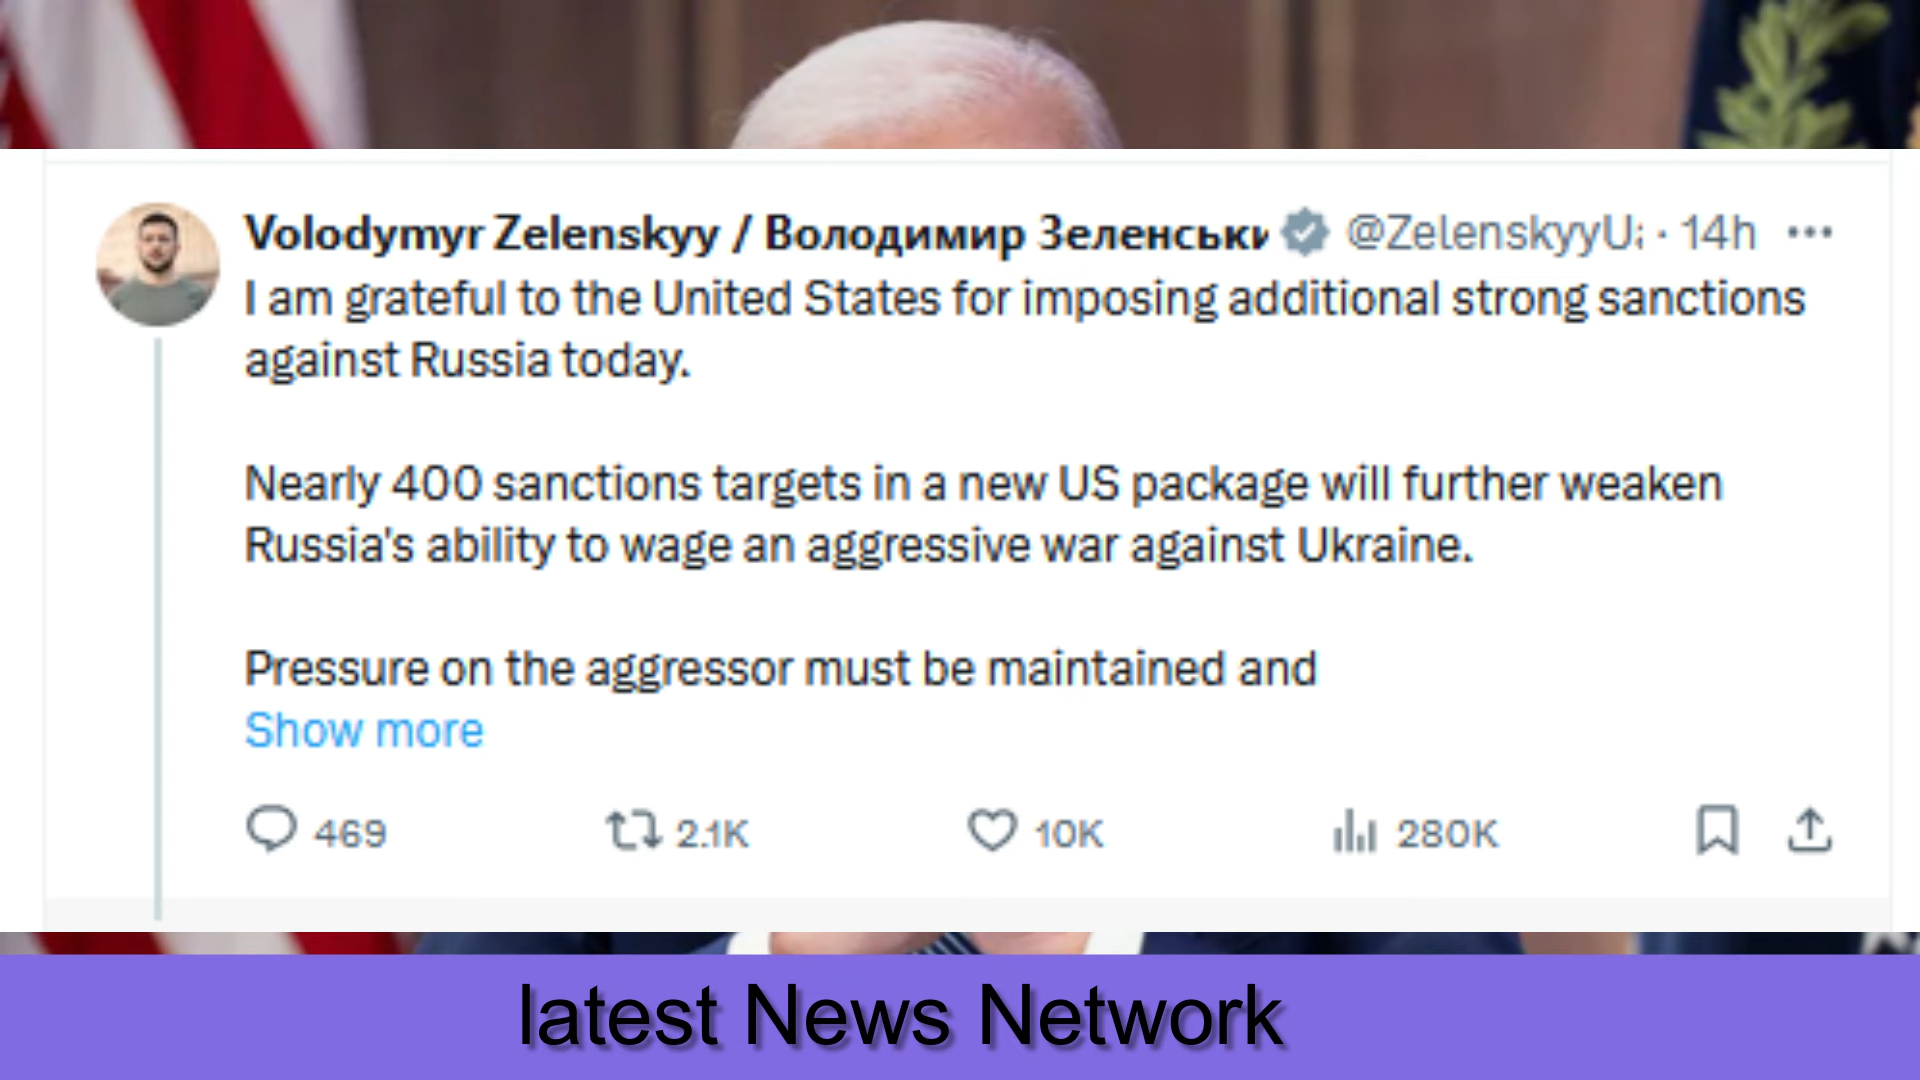 Volodymyr Zelenskyy / Володимир Зеленськи @ZelenskyyU · 14h
I am grateful to the United States for imposing additional strong sanctions
against Russia today.
Nearly 400 sanctions targets in a new US package will further weaken
Russia's ability to wage an aggressive war against Ukraine.
Pressure on the aggressor must be maintained and
Show more
469 2.1K 10K 280K
latest News Network